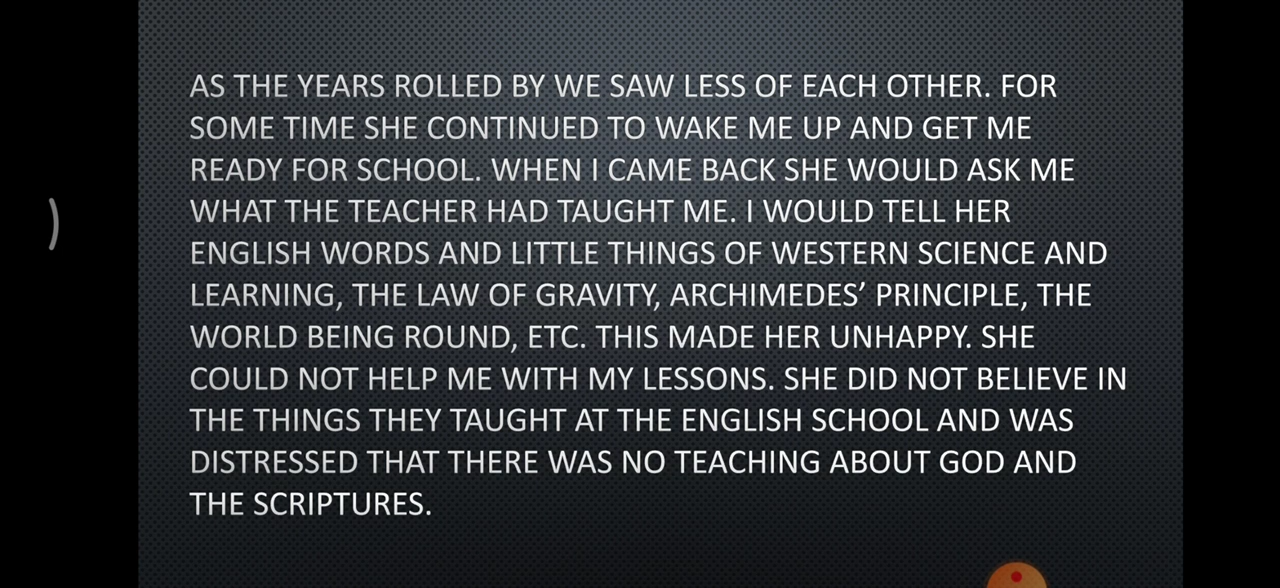 AS THE YEARS ROLLED BY WE SAW LESS OF EACH OTHER. FOR
SOME TIME SHE CONTINUED TO WAKE ME UP AND GET ME
READY FOR SCHOOL. WHEN I CAME BACK SHE WOULD ASK ME
WHAT THE TEACHER HAD TAUGHT ME. I WOULD TELL HER
ENGLISH WORDS AND LITTLE THINGS OF WESTERN SCIENCE AND
LEARNING, THE LAW OF GRAVITY, ARCHIMEDES’ PRINCIPLE, THE
WORLD BEING ROUND, ETC. THIS MADE HER UNHAPPY. SHE
COULD NOT HELP ME WITH MY LESSONS. SHE DID NOT BELIEVE IN
THE THINGS THEY TAUGHT AT THE ENGLISH SCHOOL AND WAS
DISTRESSED THAT THERE WAS NO TEACHING ABOUT GOD AND
THE SCRIPTURES.